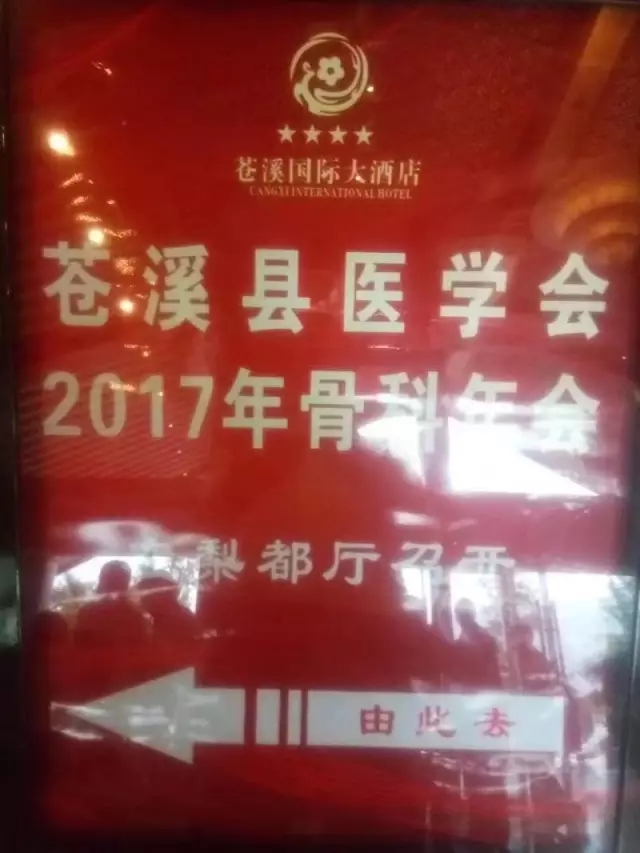 苍溪国际大酒店
CANGXI INTERNATIONAL HOTEL
苍溪县医学会
2017年骨科年会
梨都厅召开
由此去